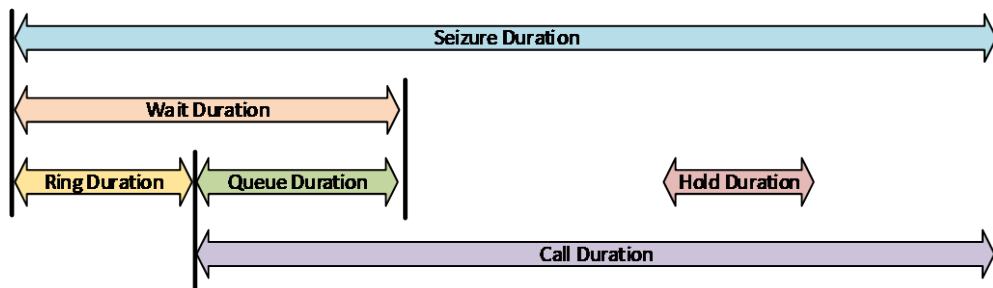 Seizure Duration
Wait Duration
Ring Duration
Queue Duration
Hold Duration
Call Duration